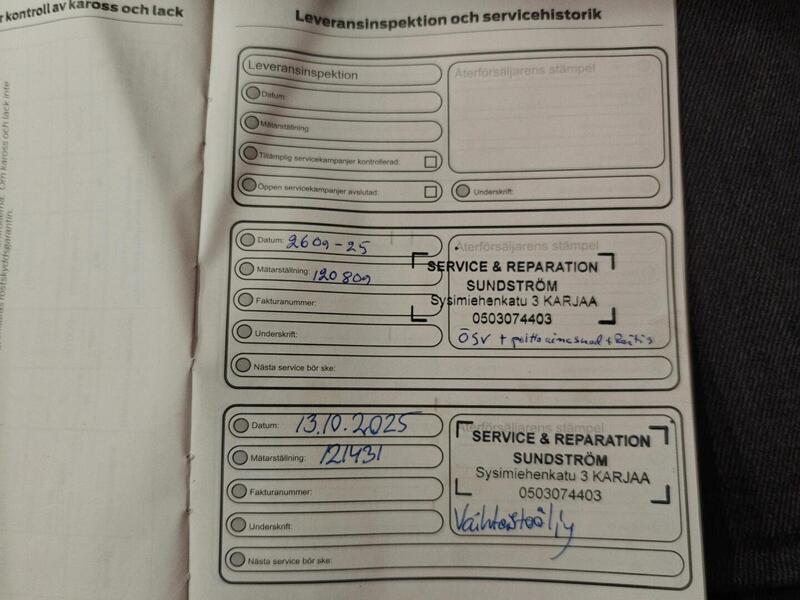 kontroll av kaross och lack
Leveransinspektion och servicehistorik
Leveransinspektion
Återförsäljarens stämpel
Datum:
Mätarställning:
Tillämplig servicekampanjer kontrollerad:
Öppen servicekampanjer avslutad:
Underskrift:
Datum: 2609-25
Återförsäljarens stämpel
Mätarställning: 120809
SERVICE & REPARATION
SUNDSTRÖM
Sysimiehenkatu 3 KARJAA
0503074403
Fakturanummer:
Underskrift:
ÖSV +
Nästa service bör ske:
Datum: 13.10.2025
Återförsäljarens stämpel
Mätarställning: 121431
SERVICE & REPARATION
SUNDSTRÖM
Sysimiehenkatu 3 KARJAA
0503074403
Fakturanummer:
Underskrift:
Vaihteistoöljy
Nästa service bör ske: